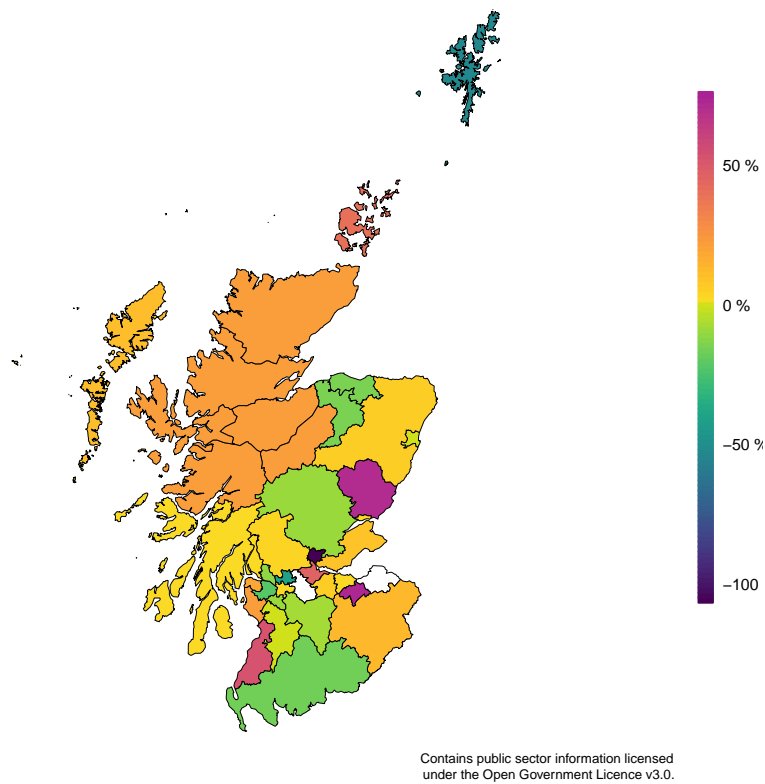 50 %
0 %
−50 %
−100
Contains public sector information licensed
under the Open Government Licence v3.0.